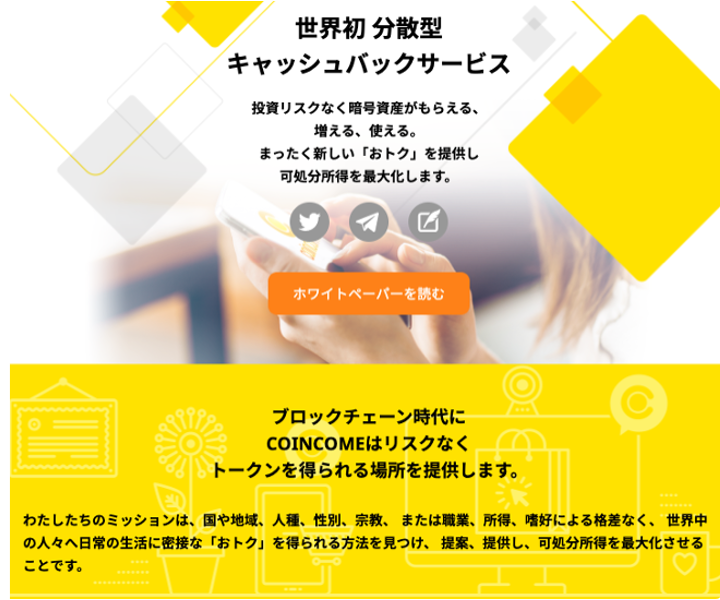 世界初 分散型
キャッシュバックサービス
投資リスクなく暗号資産がもらえる、
増える、使える。
まったく新しい「おトク」を提供し
可処分所得を最大化します。
ホワイトペーパーを読む
ブロックチェーン時代に
COINCOMEはリスクなく
トークンを得られる場所を提供します。
わたしたちのミッションは、国や地域、人種、性別、宗教、 または職業、所得、嗜好による格差なく、 世界中
の人々へ日常の生活に密接な「おトク」を得られる方法を見つけ、 提案、提供し、可処分所得を最大化させる
ことです。